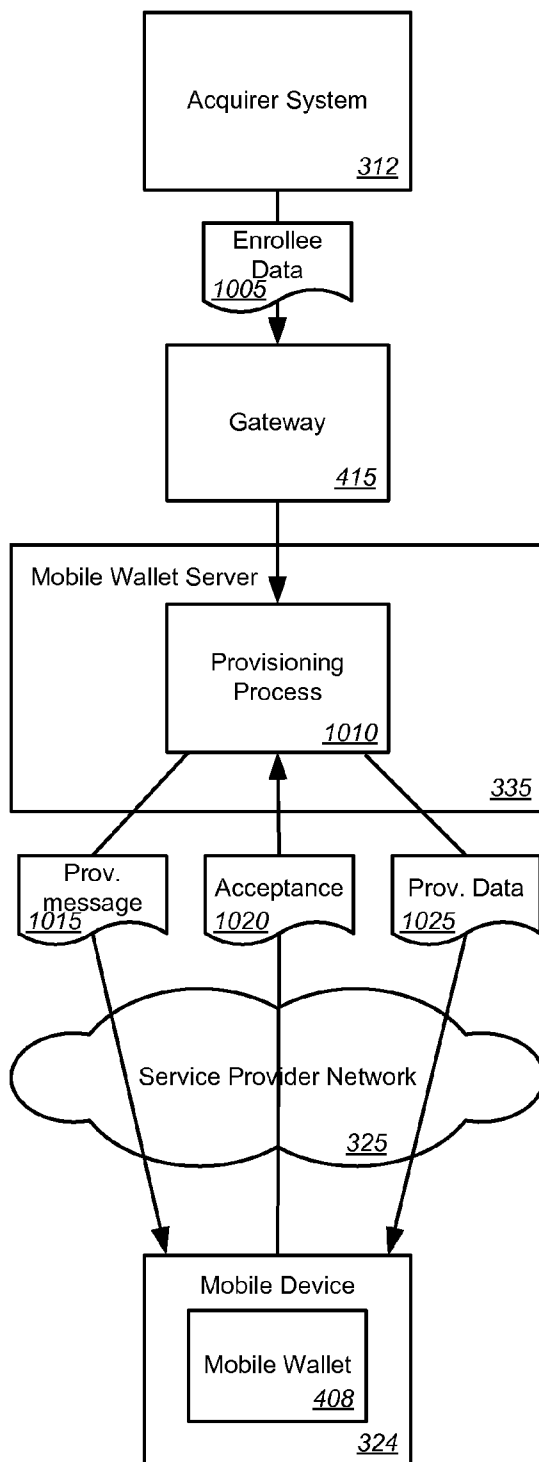 Acquirer System
312
Enrollee
Data
1005
Gateway
415
Mobile Wallet Server
Provisioning
Process
1010
335
Prov.
message
1015
Acceptance
1020
Prov. Data
1025
Service Provider Network
325
Mobile Device
Mobile Wallet
408
324